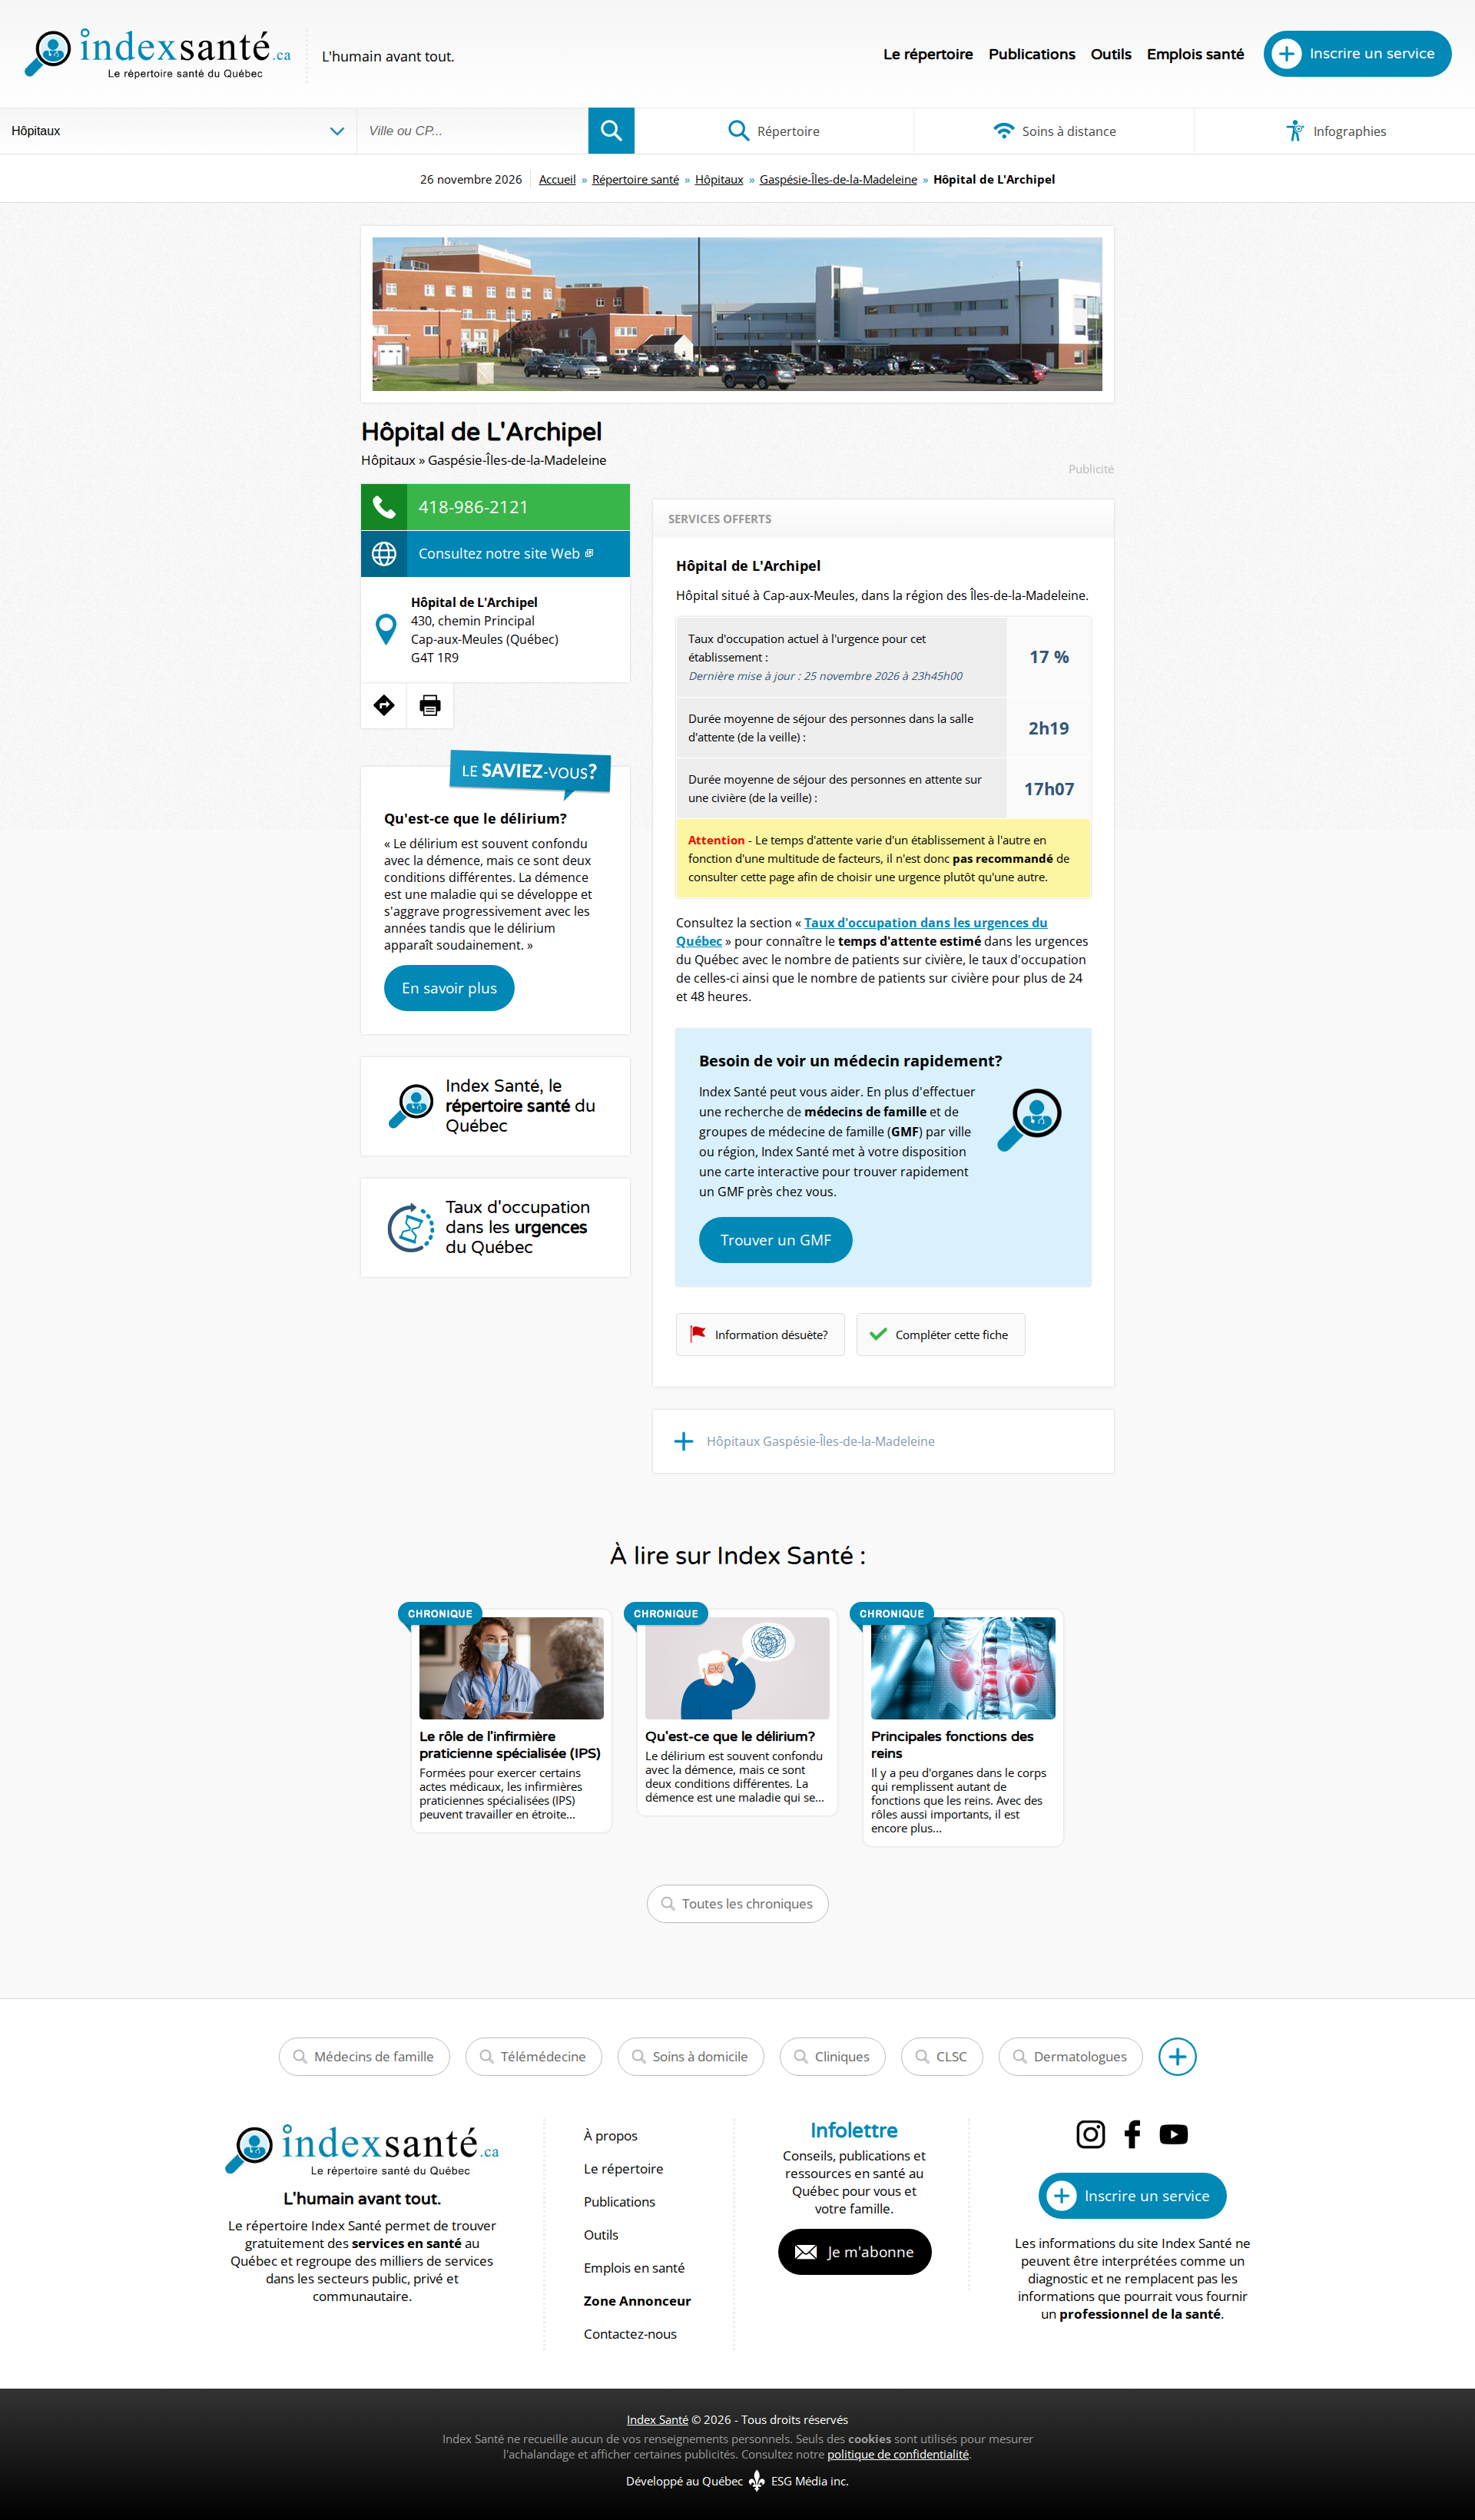 indexsanté.ca
Le répertoire santé du Québec
L'humain avant tout.
Le répertoire
Publications
Outils
Emplois santé
Inscrire un service
Hôpitaux
Ville ou CP...
Répertoire
Soins à distance
Infographies
26 novembre 2026
Accueil » Répertoire santé » Hôpitaux » Gaspésie-Îles-de-la-Madeleine » Hôpital de L'Archipel
Hôpital de L'Archipel
Hôpitaux » Gaspésie-Îles-de-la-Madeleine
418-986-2121
Consultez notre site Web
Hôpital de L'Archipel
430, chemin Principal
Cap-aux-Meules (Québec)
G4T 1R9
LE SAVIEZ-VOUS?
Qu'est-ce que le délirium?
« Le délirium est souvent confondu
avec la démence, mais ce sont deux
conditions différentes. La démence
est une maladie qui se développe et
s'aggrave progressivement avec les
années tandis que le délirium
apparaît soudainement. »
En savoir plus
Index Santé, le
répertoire santé du
Québec
Taux d'occupation
dans les urgences
du Québec
Publicité
SERVICES OFFERTS
Hôpital de L'Archipel
Hôpital situé à Cap-aux-Meules, dans la région des Îles-de-la-Madeleine.
Taux d'occupation actuel à l'urgence pour cet
établissement :
Dernière mise à jour : 25 novembre 2026 à 23h45h00
17 %
Durée moyenne de séjour des personnes dans la salle
d'attente (de la veille) :
2h19
Durée moyenne de séjour des personnes en attente sur
une civière (de la veille) :
17h07
Attention - Le temps d'attente varie d'un établissement à l'autre en
fonction d'une multitude de facteurs, il n'est donc pas recommandé de
consulter cette page afin de choisir une urgence plutôt qu'une autre.
Consultez la section « Taux d'occupation dans les urgences du
Québec » pour connaître le temps d'attente estimé dans les urgences
du Québec avec le nombre de patients sur civière, le taux d'occupation
de celles-ci ainsi que le nombre de patients sur civière pour plus de 24
et 48 heures.
Besoin de voir un médecin rapidement?
Index Santé peut vous aider. En plus d'effectuer
une recherche de médecins de famille et de
groupes de médecine de famille (GMF) par ville
ou région, Index Santé met à votre disposition
une carte interactive pour trouver rapidement
un GMF près chez vous.
Trouver un GMF
Information désuète?
Compléter cette fiche
Hôpitaux Gaspésie-Îles-de-la-Madeleine
À lire sur Index Santé :
CHRONIQUE
Le rôle de l'infirmière
praticienne spécialisée (IPS)
Formées pour exercer certains
actes médicaux, les infirmières
praticiennes spécialisées (IPS)
peuvent travailler en étroite...
CHRONIQUE
Qu'est-ce que le délirium?
Le délirium est souvent confondu
avec la démence, mais ce sont
deux conditions différentes. La
démence est une maladie qui se...
CHRONIQUE
Principales fonctions des
reins
Il y a peu d'organes dans le corps
qui remplissent autant de
fonctions que les reins. Avec des
rôles aussi importants, il est
encore plus...
Toutes les chroniques
Médecins de famille
Télémédecine
Soins à domicile
Cliniques
CLSC
Dermatologues
indexsanté.ca
Le répertoire santé du Québec
L'humain avant tout.
Le répertoire Index Santé permet de trouver
gratuitement des services en santé au
Québec et regroupe des milliers de services
dans les secteurs public, privé et
communautaire.
À propos
Le répertoire
Publications
Outils
Emplois en santé
Zone Annonceur
Contactez-nous
Infolettre
Conseils, publications et
ressources en santé au
Québec pour vous et
votre famille.
Je m'abonne
Inscrire un service
Les informations du site Index Santé ne
peuvent être interprétées comme un
diagnostic et ne remplacent pas les
informations que pourrait vous fournir
un professionnel de la santé.
Index Santé © 2026 - Tous droits réservés
Index Santé ne recueille aucun de vos renseignements personnels. Seuls des cookies sont utilisés pour mesurer
l'achalandage et afficher certaines publicités. Consultez notre politique de confidentialité.
Développé au Québec ESG Média inc.